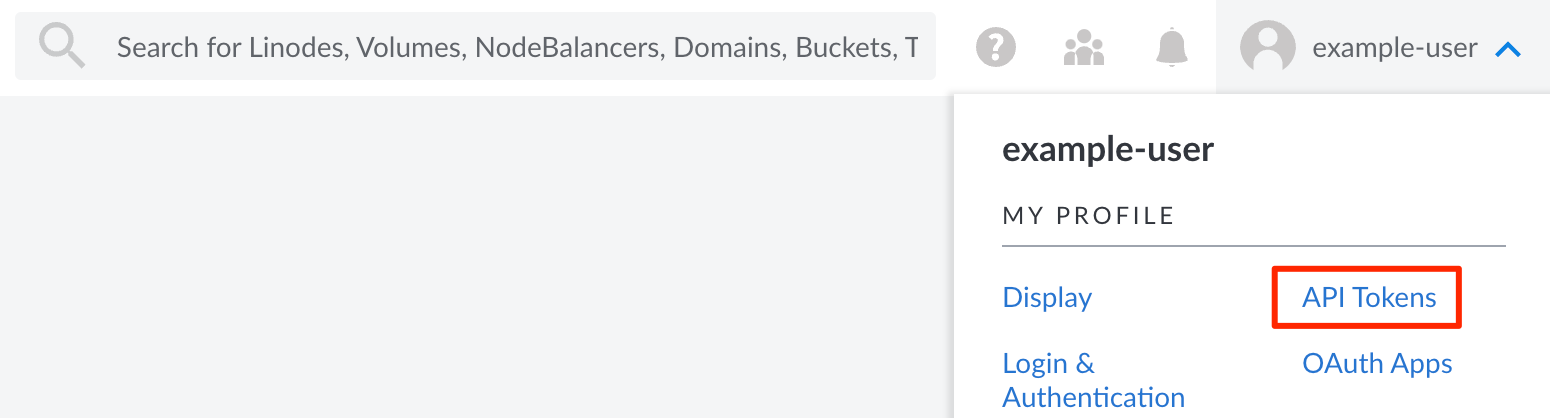 Search for Linodes, Volumes, NodeBalancers, Domains, Buckets, T
example-user
example-user
MY PROFILE
Display
API Tokens
Login &
Authentication
OAuth Apps